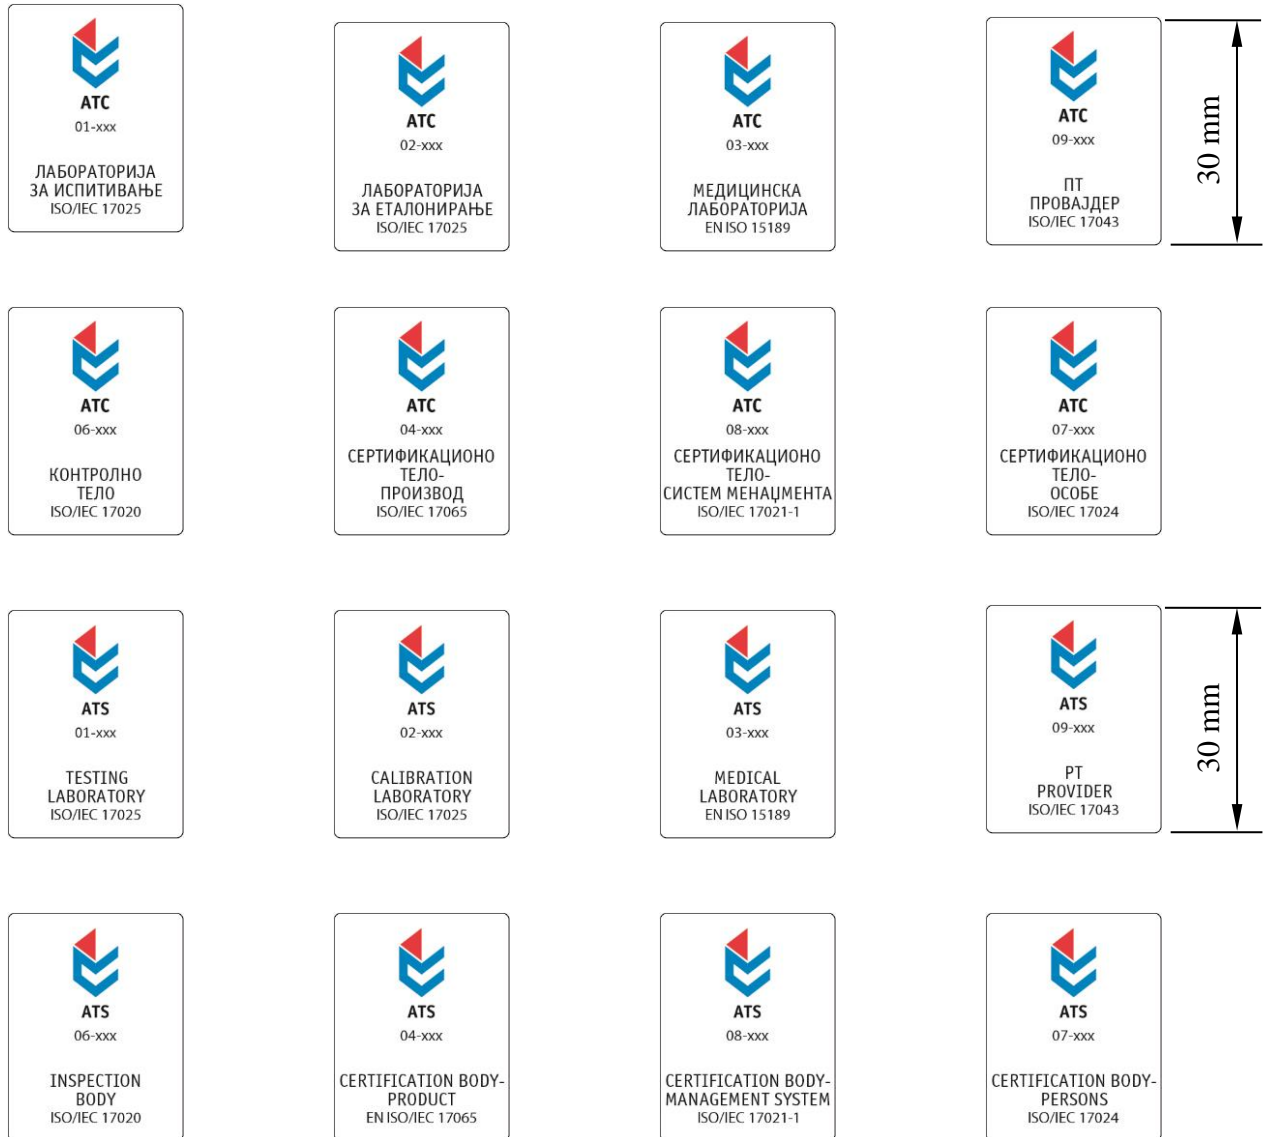 АТС
01-xxx
ЛАБОРАТОРИЈА
ЗА ИСПИТИВАЊЕ
ISO/IEC 17025
АТС
02-xxx
ЛАБОРАТОРИЈА
ЗА ЕТАЛОНИРАЊЕ
ISO/IEC 17025
АТС
03-xxx
МЕДИЦИНСКА
ЛАБОРАТОРИЈА
EN ISO 15189
АТС
09-xxx
ПТ
ПРОВАЈДЕР
ISO/IEC 17043
30 mm
АТС
06-xxx
КОНТРОЛНО
ТЕЛО
ISO/IEC 17020
АТС
04-xxx
СЕРТИФИКАЦИОНО
ТЕЛО-
ПРОИЗВОД
ISO/IEC 17065
АТС
08-xxx
СЕРТИФИКАЦИОНО
ТЕЛО-
СИСТЕМ МЕНАЏМЕНТА
ISO/IEC 17021-1
АТС
07-xxx
СЕРТИФИКАЦИОНО
ТЕЛО-
ОСОБЕ
ISO/IEC 17024
ATS
01-xxx
TESTING
LABORATORY
ISO/IEC 17025
ATS
02-xxx
CALIBRATION
LABORATORY
ISO/IEC 17025
ATS
03-xxx
MEDICAL
LABORATORY
EN ISO 15189
ATS
09-xxx
PT
PROVIDER
ISO/IEC 17043
30 mm
ATS
06-xxx
INSPECTION
BODY
ISO/IEC 17020
ATS
04-xxx
CERTIFICATION BODY-
PRODUCT
EN ISO/IEC 17065
ATS
08-xxx
CERTIFICATION BODY-
MANAGEMENT SYSTEM
ISO/IEC 17021-1
ATS
07-xxx
CERTIFICATION BODY-
PERSONS
ISO/IEC 17024